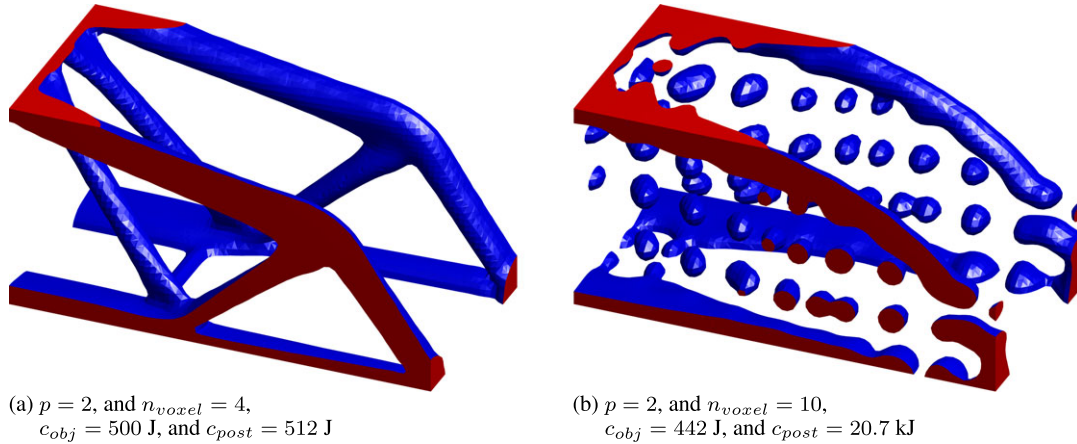 (a) p = 2, and n_{voxel} = 4,
c_{obj} = 500 J, and c_{post} = 512 J
(b) p = 2, and n_{voxel} = 10,
c_{obj} = 442 J, and c_{post} = 20.7 kJ